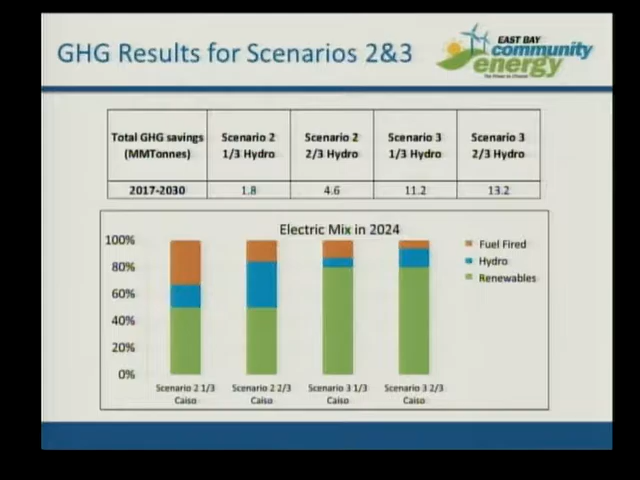 GHG Results for Scenarios 2&3
EAST BAY
community
energy
Total GHG savings (MMTonnes) Scenario 2 1/3 Hydro Scenario 2 2/3 Hydro Scenario 3 1/3 Hydro Scenario 3 2/3 Hydro
2017-2030 1.8 4.6 11.2 13.2
Electric Mix in 2024
100%
80%
60%
40%
20%
0%
Fuel Fired
Hydro
Renewables
Scenario 2 1/3 Caiso
Scenario 2 2/3 Caiso
Scenario 3 1/3 Caiso
Scenario 3 2/3 Caiso